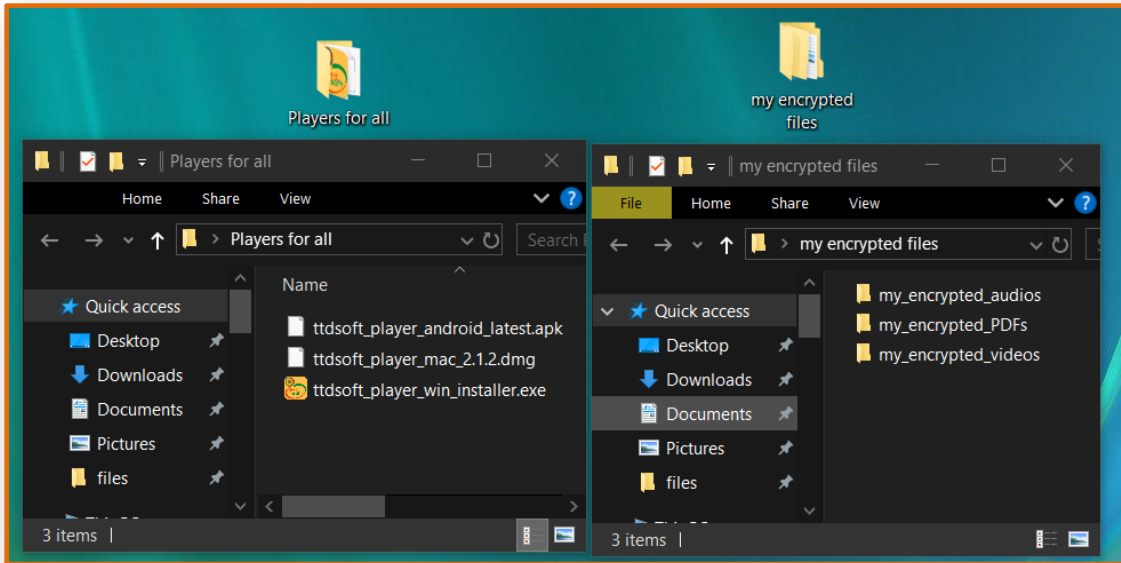 Players for all
my encrypted
files
Players for all
Home Share View
Players for all
Search
Name
Quick access
Desktop
Downloads
Documents
Pictures
files
ttdsoft_player_android_latest.apk
ttdsoft_player_mac_2.1.2.dmg
ttdsoft_player_win_installer.exe
3 items
my encrypted files
File Home Share View
my encrypted files
Quick access
Desktop
Downloads
Documents
Pictures
files
my_encrypted_audios
my_encrypted_PDFs
my_encrypted_videos
3 items